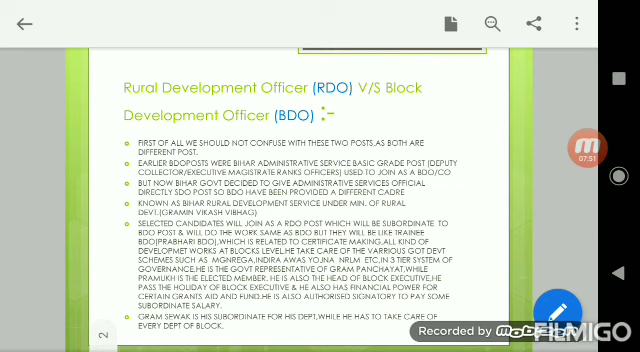 Rural Development Officer (RDO) V/S Block
Development Officer (BDO) :-
FIRST OF ALL WE SHOULD NOT CONFUSE WITH THESE TWO POSTS,AS BOTH ARE
DIFFERENT POST.
EARLIER BDOPOSTS WERE BIHAR ADMINISTRATIVE SERVICE BASIC GRADE POST (DEPUTY
COLLECTOR/EXECUTIVE MAGISTRATE RANKS OFFICERS) USED TO JOIN AS A BDO/CO
BUT NOW BIHAR GOVT DECIDED TO GIVE ADMINISTRATIVE SERVICES OFFICIAL
DIRECTLY SDO POST SO BDO HAVE BEEN PROVIDED A DIFFERENT CADRE
KNOWN AS BIHAR RURAL DEVELOPMENT SERVICE UNDER MIN. OF RURAL
DEVT.(GRAMIN VIKASH VIBHAG)
SELECTED CANDIDATES WILL JOIN AS A RDO POST WHICH WILL BE SUBORDINATE TO
BDO POST & WILL DO THE WORK SAME AS BDO BUT THEY WILL BE LIKE TRAINEE
BDO(PRABHARI BDO),WHICH IS RELATED TO CERTIFICATE MAKING,ALL KIND OF
DEVELOPMET WORKS AT BLOCKS LEVEL.HE TAKE CARE OF THE VARRIOUS GOT DEVT
SCHEMES SUCH AS MGNREGA,INDIRA AWAS YOJNA NRLM ETC,IN 3 TIER SYSTEM OF
GOVERNANCE.HE IS THE GOVT REPRESENTATIVE OF GRAM PANCHAYAT,WHILE
PRAMUKH IS THE ELECTED MEMBER. HE IS ALSO THE HEAD OF BLOCK EXECUTIVE,HE
PASS THE HOLIDAY OF BLOCK EXECUTIVE & HE ALSO HAS FINANCIAL POWER FOR
CERTAIN GRANTS AID AND FUND.HE IS ALSO AUTHORISED SIGNATORY TO PAY SOME
SUBORDINATE SALARY.
GRAM SEWAK IS HIS SUBORDINATE FOR HIS DEPT,WHILE HE HAS TO TAKE CARE OF
EVERY DEPT OF BLOCK.
2
07:51
Recorded by
FILMIGO